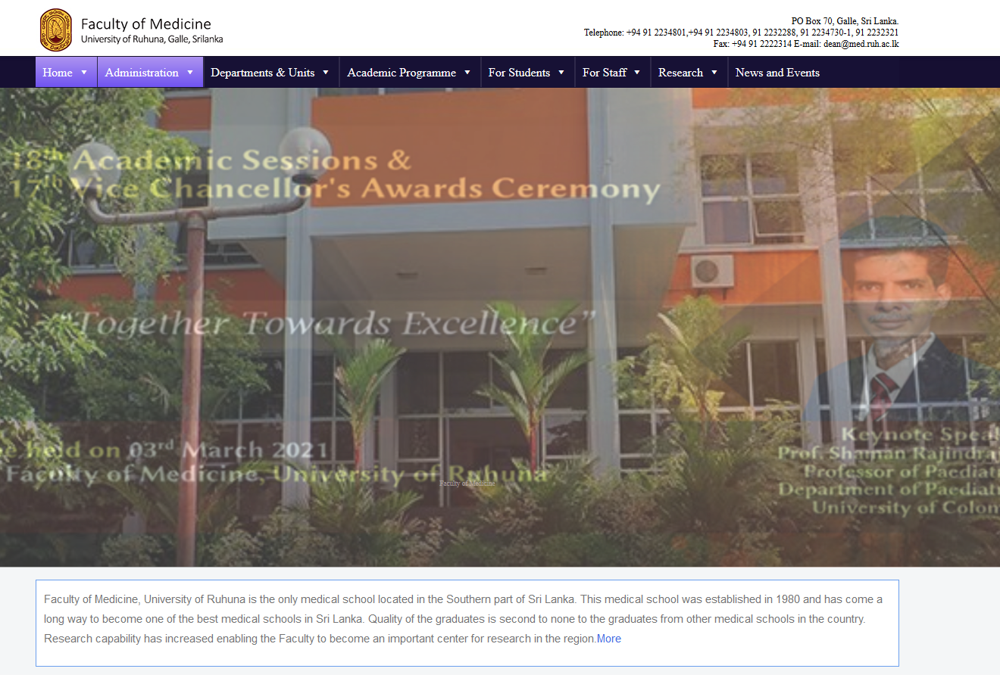 Faculty of Medicine
University of Ruhuna, Galle, Srilanka
PO Box 70, Galle, Sri Lanka.
Telephone: +94 91 2234801,+94 91 2234803, 91 2232288, 91 2234730-1, 91 2232321
Fax: +94 91 2222314 E-mail: dean@med.ruh.ac.lk
Home Administration Departments & Units Academic Programme For Students For Staff Research News and Events
18th Academic Sessions &
17th Vice Chancellor's Awards Ceremony
"Together Towards Excellence"
held on 03rd March 2021
Faculty of Medicine, University of Ruhuna
Faculty of Medicine
Keynote Speak
Prof. Shaman Rajindra
Professor of Paediat
Department of Paediat
University of Colom
Faculty of Medicine, University of Ruhuna is the only medical school located in the Southern part of Sri Lanka. This medical school was established in 1980 and has come a
long way to become one of the best medical schools in Sri Lanka. Quality of the graduates is second to none to the graduates from other medical schools in the country.
Research capability has increased enabling the Faculty to become an important center for research in the region.More